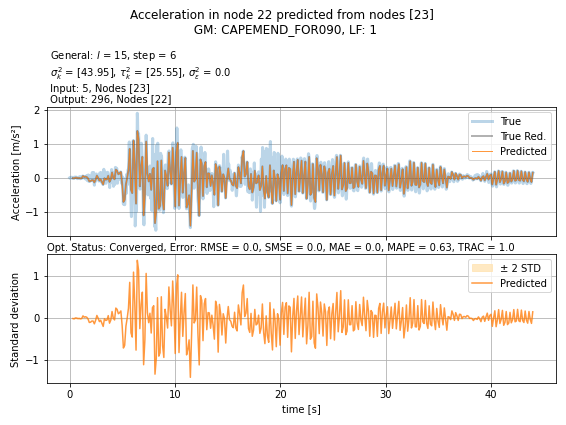 Acceleration in node 22 predicted from nodes [23]
GM: CAPEMEND_FOR090, LF: 1
General: l = 15, step = 6
σ²ₖ = [43.95], τ²ₖ = [25.55], σ²ε = 0.0
Input: 5, Nodes [23]
Output: 296, Nodes [22]
Acceleration [m/s²]
2
1
0
−1
True
True Red.
Predicted
Opt. Status: Converged, Error: RMSE = 0.0, SMSE = 0.0, MAE = 0.0, MAPE = 0.63, TRAC = 1.0
Standard deviation
1
0
−1
± 2 STD
Predicted
0 10 20 30 40
time [s]